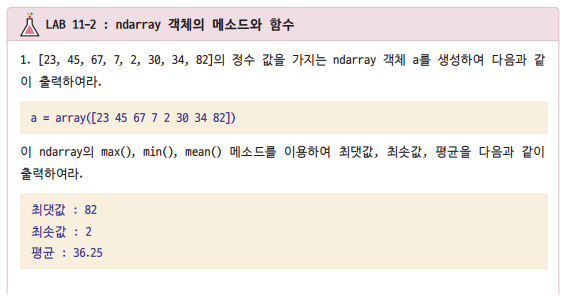 LAB 11-2 : ndarray 객체의 메소드와 함수
1. [23, 45, 67, 7, 2, 30, 34, 82]의 정수 값을 가지는 ndarray 객체 a를 생성하여 다음과 같
이 출력하여라.
a = array([23 45 67 7 2 30 34 82])
이 ndarray의 max(), min(), mean() 메소드를 이용하여 최댓값, 최솟값, 평균을 다음과 같이
출력하여라.
최댓값 : 82
최솟값 : 2
평균 : 36.25